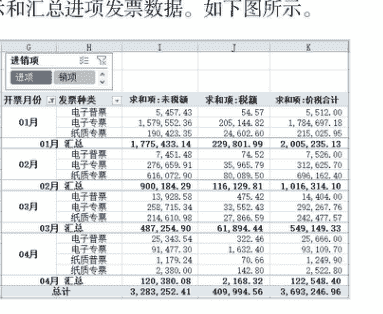 示和汇总进项发票数据。如下图所示。
G H I J K
进销项
进项 销项
开票月份 发票种类 求和项:未税额 求和项:税额 求和项:价税合计
01月 电子普票 5,457.43 54.57 5,512.00
电子专票 1,579,552.36 205,144.82 1,784,697.18
纸质专票 190,423.35 24,602.60 215,025.95
01月 汇总 1,775,433.14 229,801.99 2,005,235.13
02月 电子普票 7,451.48 74.52 7,526.00
电子专票 276,659.91 35,965.79 312,625.70
纸质专票 616,072.90 80,089.50 696,162.40
02月 汇总 900,184.29 116,129.81 1,016,314.10
03月 电子普票 13,928.58 475.42 14,404.00
电子专票 258,715.34 33,552.43 292,267.76
纸质专票 214,610.98 27,866.59 242,477.57
03月 汇总 487,254.90 61,894.44 549,149.33
04月 电子普票 25,343.54 322.46 25,666.00
电子专票 91,477.30 1,632.40 93,109.70
纸质普票 1,179.24 70.66 1,249.90
纸质专票 2,380.00 142.80 2,522.80
04月 汇总 120,380.08 2,168.32 122,548.40
总计 3,283,252.41 409,994.56 3,693,246.96